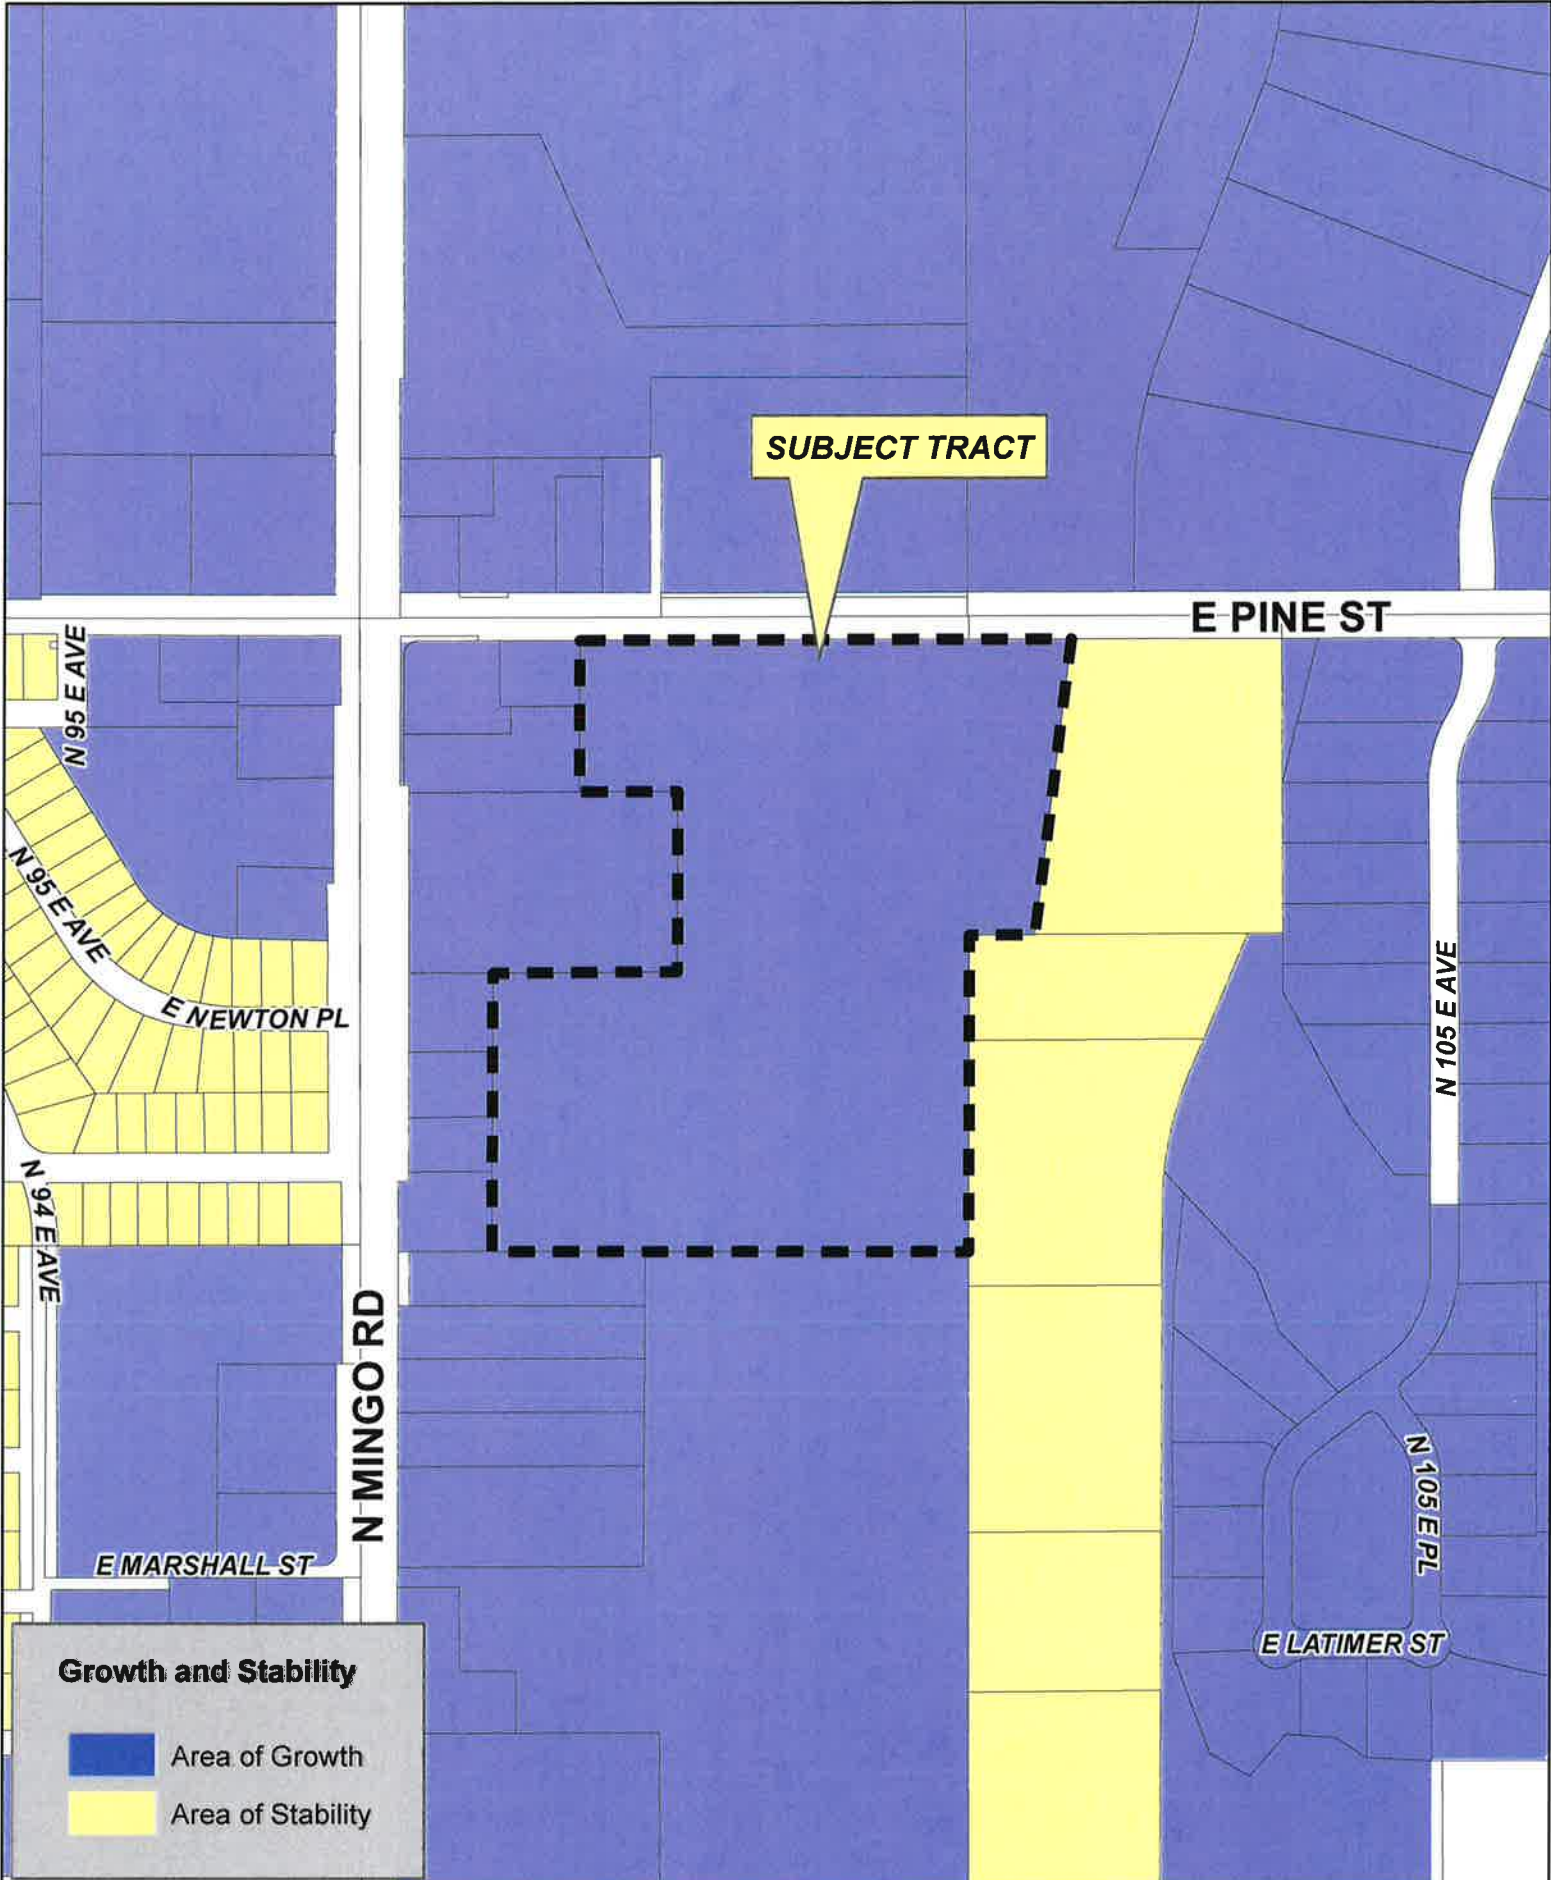 SUBJECT TRACT
E PINE ST
N 95 E AVE
N 95 E AVE
E NEWTON PL
N 105 E AVE
N 94 E AVE
N MINGO RD
N 105 E PL
E MARSHALL ST
E LATIMER ST
Growth and Stability
Area of Growth
Area of Stability